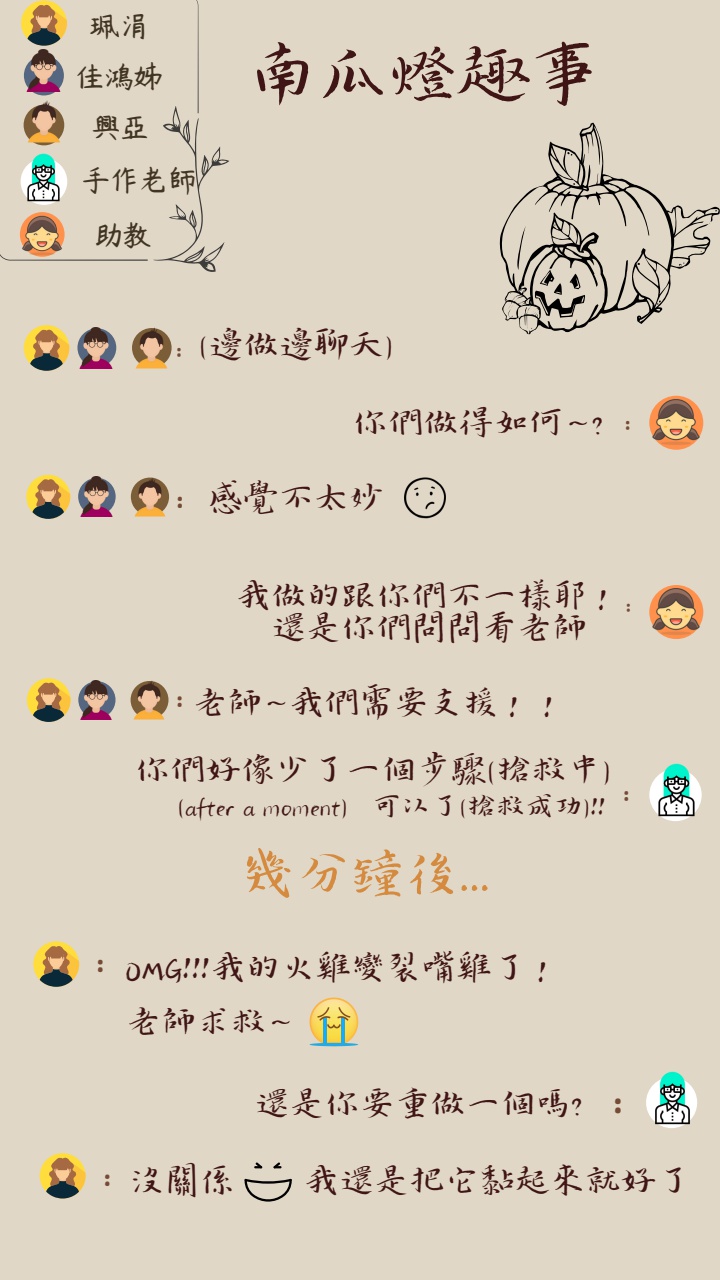 珮涓
佳鴻姊
興亞
手作老師
助教
南瓜燈趣事
：(邊做邊聊天)
你們做得如何~?：
：感覺不太妙
我做的跟你們不一樣耶！：
還是你們問問看老師
：老師~我們需要支援！！
你們好像少了一個步驟(搶救中)
(after a moment) 可以了(搶救成功)!!：
幾分鐘後...
：OMG!!!我的火雞變裂嘴雞了！
老師求救~
還是你要重做一個嗎?：
：沒關係 我還是把它黏起來就好了